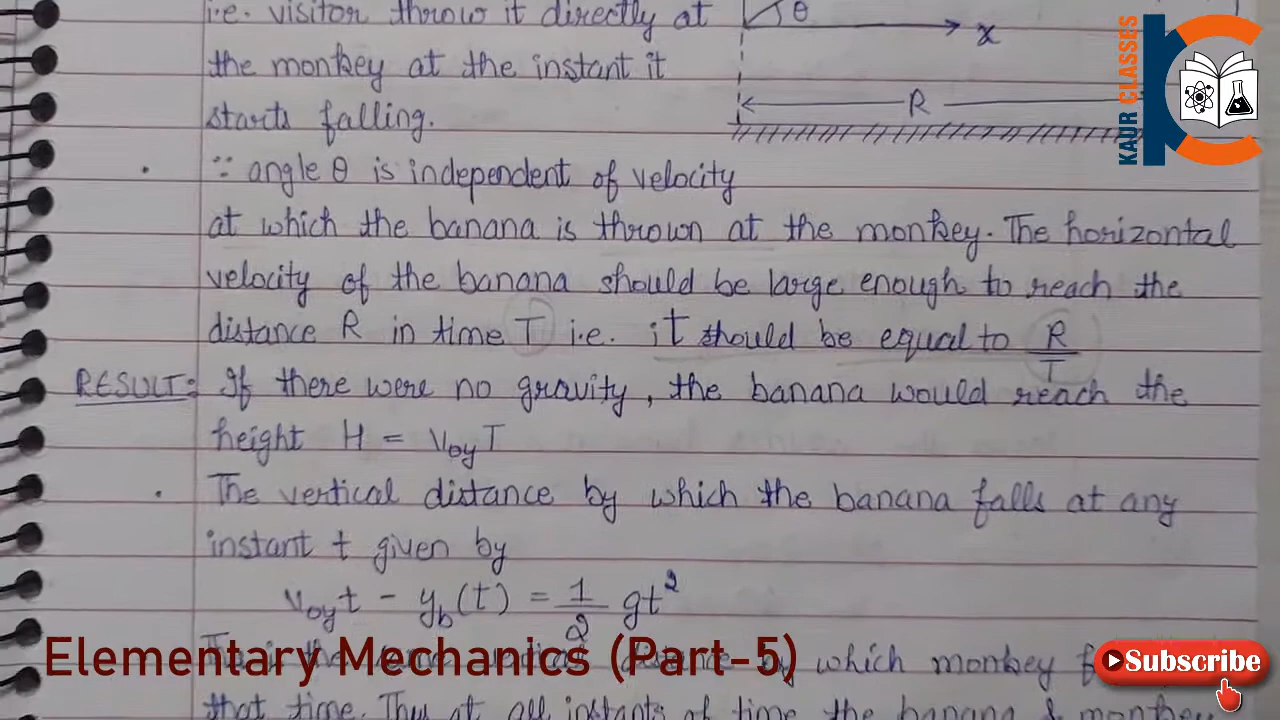 i.e. visitor throw it directly at
θ
x
the monkey at the instant it
R
starts falling.
KAUR CLASSES
∵ angle θ is independent of velocity
at which the banana is thrown at the monkey. The horizontal
velocity of the banana should be large enough to reach the
distance R in time T i.e. it should be equal to R/T
RESULT:- If there were no gravity, the banana would reach the
height H = v₀yT
The vertical distance by which the banana falls at any
instant t given by
v₀yt - yb(t) = 1/2 gt²
by which monkey
Elementary Mechanics (Part-5)
Subscribe
that time. Thus at all instants of time the banana &